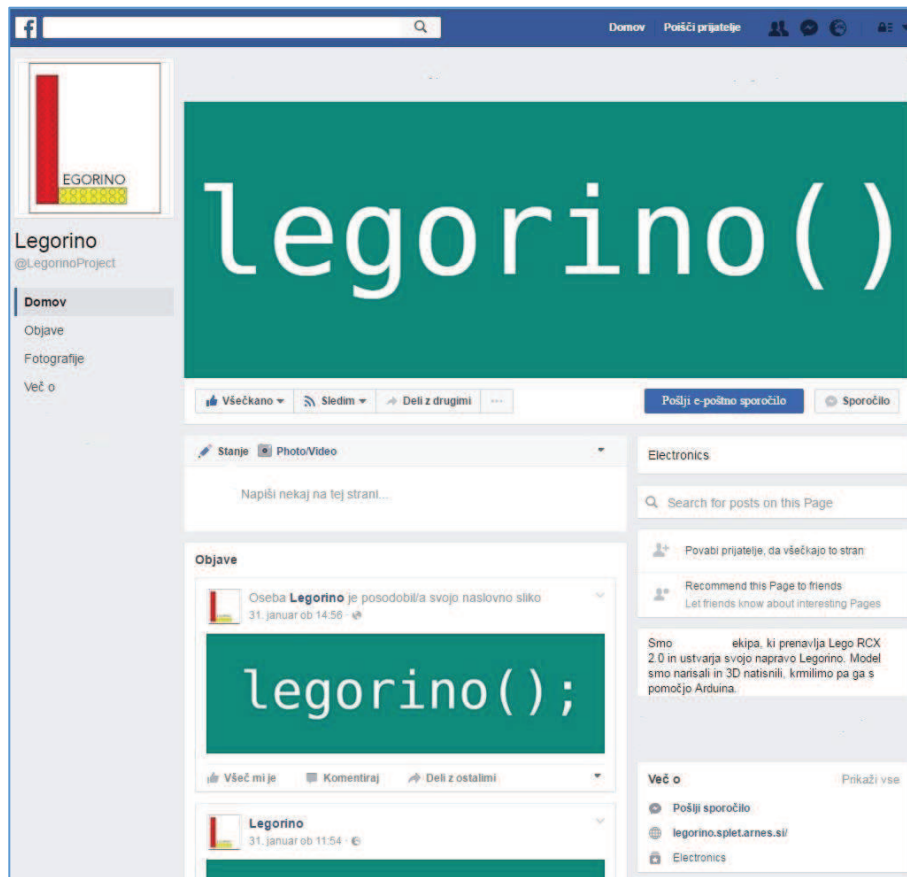 f
Domov Poišči prijatelje
EGORINO
Legorino
@LegorinoProject
Domov
Objave
Fotografije
Več o
legorino()
Všečkano Sledim Deli z drugimi ...
Pošlji e-poštno sporočilo Sporočilo
Stanje Photo/Video
Napiši nekaj na tej strani...
Objave
Oseba Legorino je posodobil/a svojo naslovno sliko
31. januar ob 14:56
legorino();
Všeč mi je Komentiraj Deli z ostalimi
Legorino
31. januar ob 11:54
Electronics
Search for posts on this Page
Povabi prijatelje, da všečkajo to stran
Recommend this Page to friends
Let friends know about interesting Pages
Smo ekipa, ki prenavlja Lego RCX
2.0 in ustvarja svojo napravo Legorino. Model
smo narisali in 3D natisnili, krmilimo pa ga s
pomočjo Arduina.
Več o Prikaži vse
Pošlji sporočilo
legorino.splet.arnes.si/
Electronics